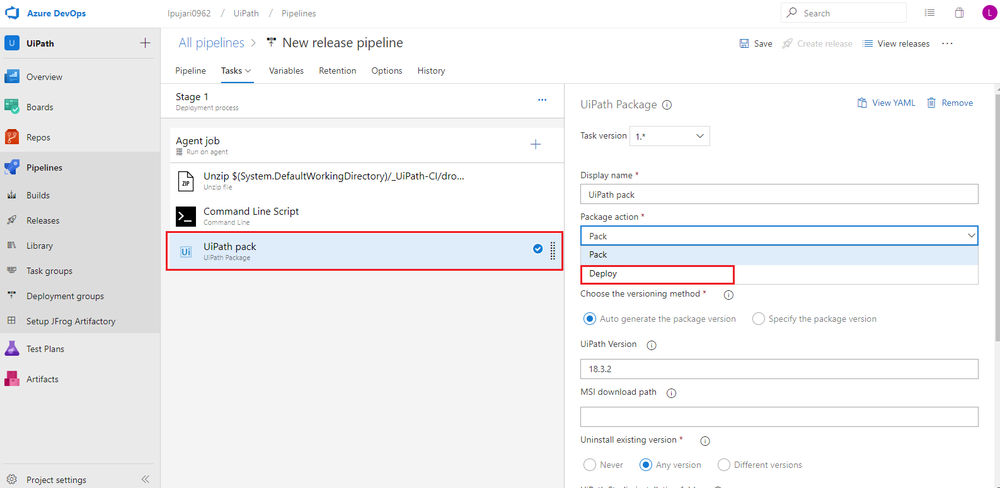 Azure DevOps
lpujari0962 / UiPath / Pipelines
Search
L
U UiPath
Overview
Boards
Repos
Pipelines
Builds
Releases
Library
Task groups
Deployment groups
Setup JFrog Artifactory
Test Plans
Artifacts
Project settings
All pipelines > New release pipeline
Save
Create release
View releases
Pipeline Tasks Variables Retention Options History
Stage 1
Deployment process
Agent job
Run on agent
ZIP
Unzip $(System.DefaultWorkingDirectory)/_UiPath-CI/dro...
Unzip file
Command Line Script
Command Line
Ui
UiPath pack
UiPath Package
UiPath Package
View YAML
Remove
Task version 1.*
Display name *
UiPath pack
Package action *
Pack
Pack
Deploy
Choose the versioning method *
Auto generate the package version
Specify the package version
UiPath Version
18.3.2
MSI download path
Uninstall existing version *
Never
Any version
Different versions